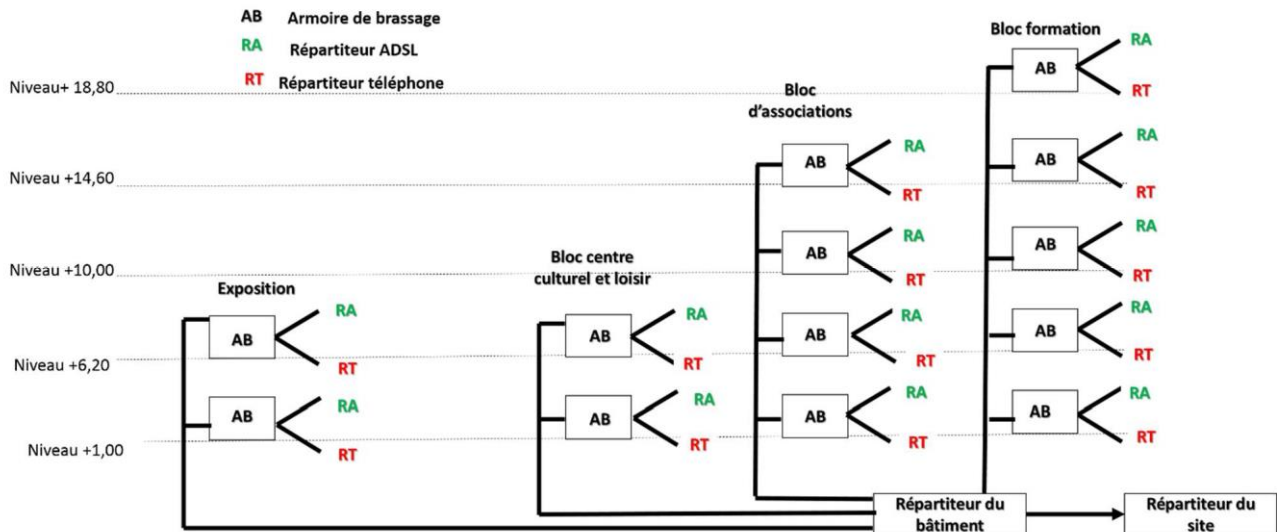 AB Armoire de brassage
RA Répartiteur ADSL
RT Répartiteur téléphone
Bloc formation
RA
AB
RT
Niveau+ 18,80
Bloc
d'associations
RA
RA
AB
AB
RT
RT
Niveau +14,60
RA
RA
AB
AB
RT
RT
Niveau +10,00
Bloc centre
culturel et loisir
Exposition
RA
RA
RA
RA
AB
AB
AB
AB
RT
RT
RT
RT
Niveau +6,20
RA
RA
RA
RA
AB
AB
AB
AB
RT
RT
RT
RT
Niveau +1,00
Répartiteur du
bâtiment
Répartiteur du
site